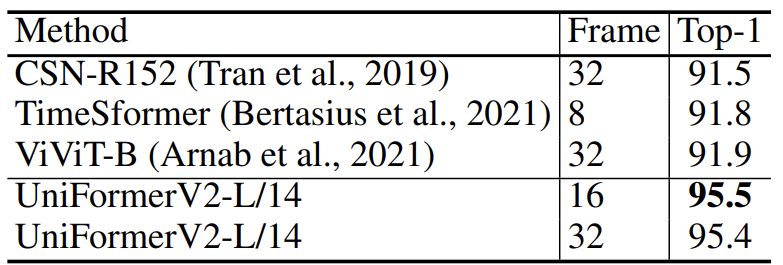 Method Frame Top-1
CSN-R152 (Tran et al., 2019) 32 91.5
TimeSformer (Bertasius et al., 2021) 8 91.8
ViViT-B (Arnab et al., 2021) 32 91.9
UniFormerV2-L/14 16 95.5
UniFormerV2-L/14 32 95.4